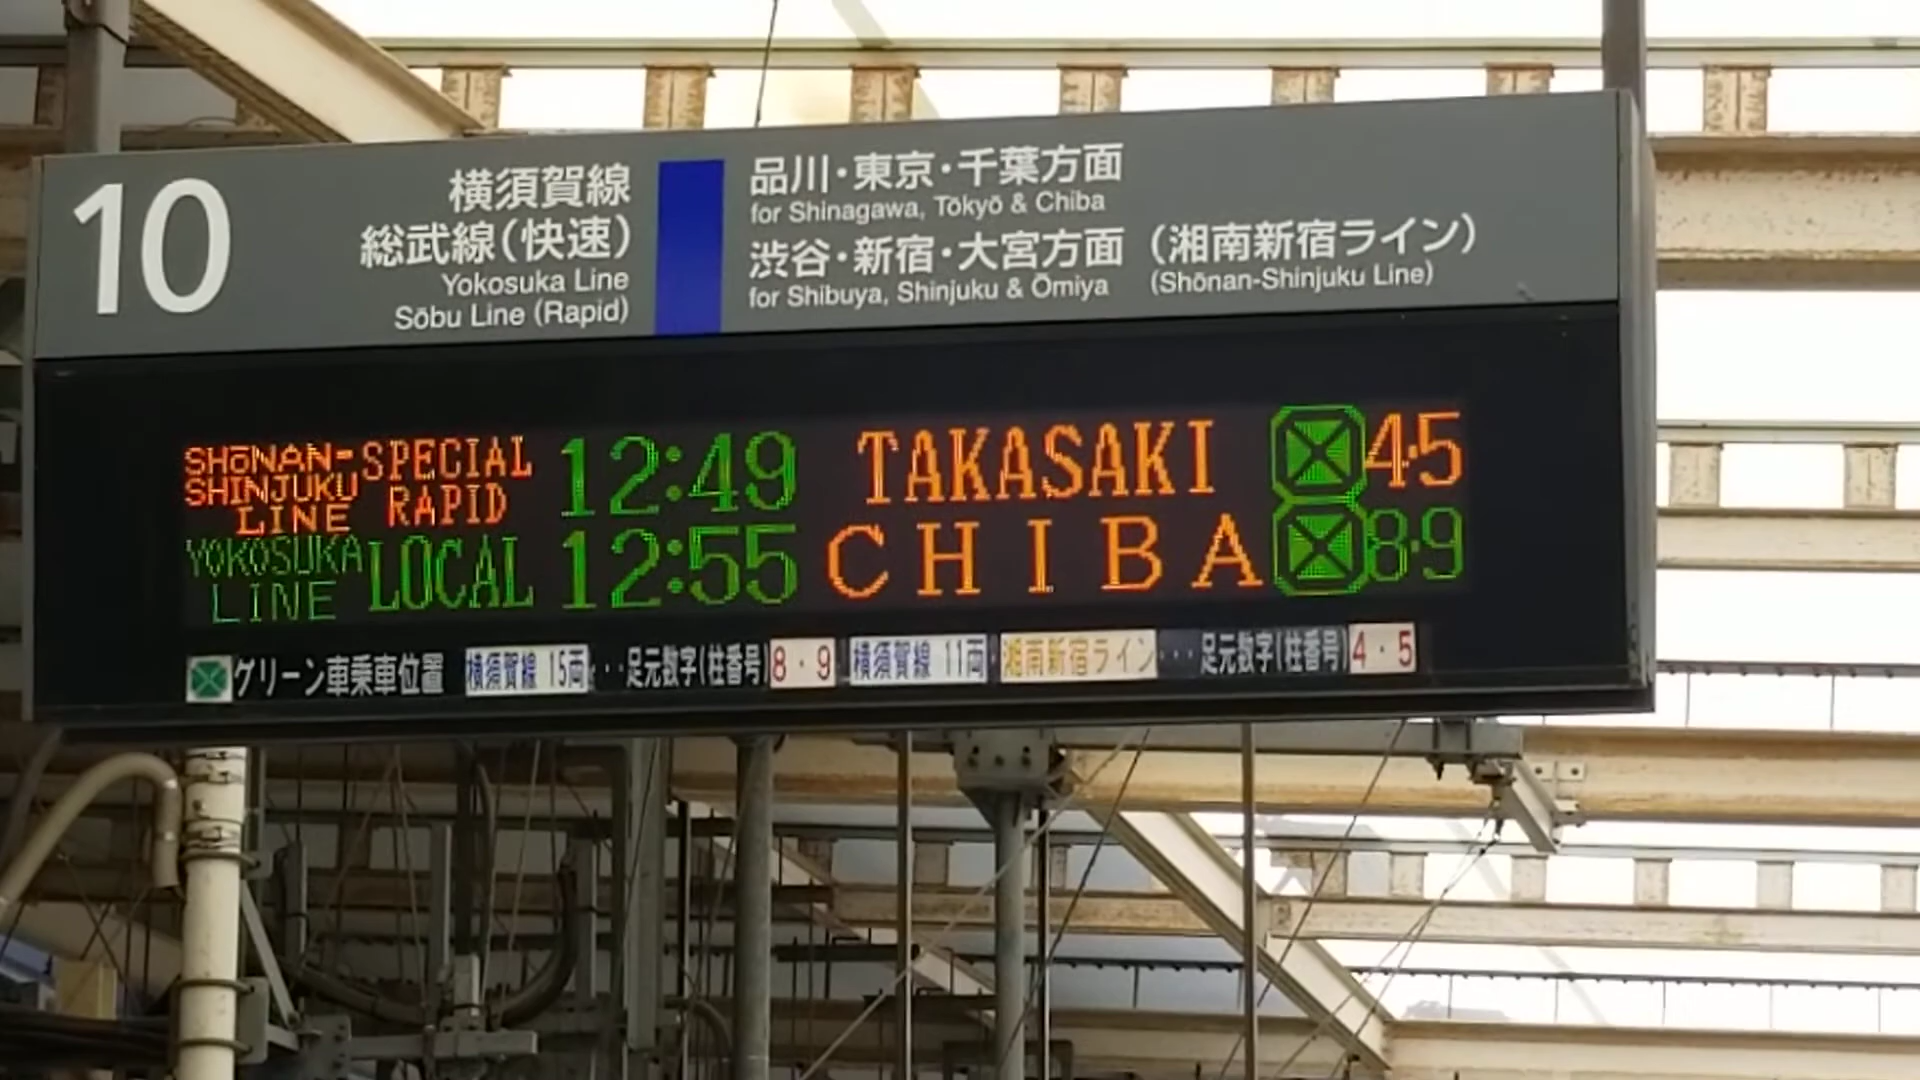 10
横須賀線
総武線(快速)
Yokosuka Line
Sōbu Line (Rapid)
品川・東京・千葉方面
for Shinagawa, Tōkyō & Chiba
渋谷・新宿・大宮方面 (湘南新宿ライン)
for Shibuya, Shinjuku & Ōmiya (Shōnan-Shinjuku Line)
SHōNAN-SHINJUKU LINE SPECIAL RAPID 12:49 TAKASAKI 4・5
YOKOSUKA LINE LOCAL 12:55 CHIBA 8・9
グリーン車乗車位置 横須賀線 15両・・・足元数字(柱番号) 8・9 横須賀線 11両・湘南新宿ライン・・・足元数字(柱番号) 4・5